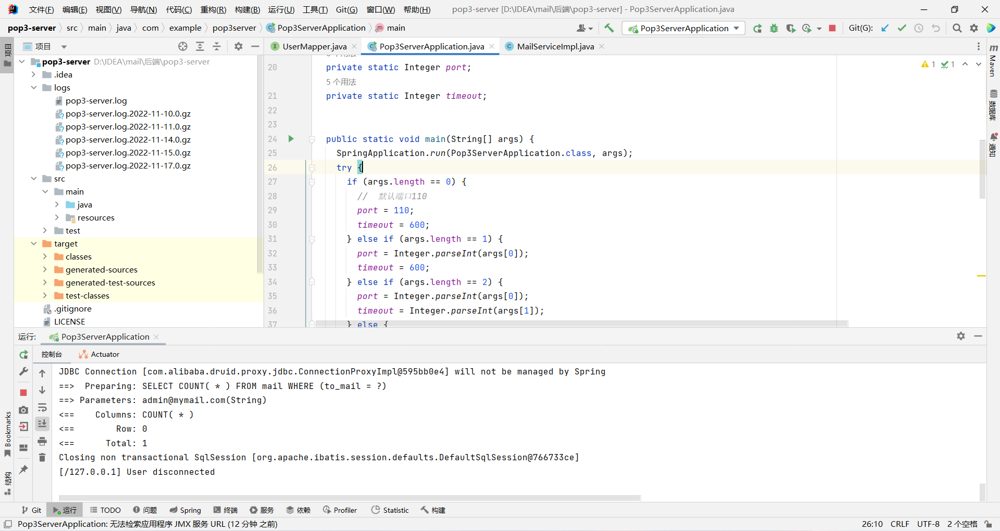 文件(F) 编辑(E) 视图(V) 导航(N) 代码(C) 重构(R) 构建(B) 运行(U) 工具(T) Git(G) 窗口(W) 帮助(H) pop3-server [D:\IDEA\mail\后端\pop3-server] - Pop3ServerApplication.java
pop3-server src main java com example pop3server Pop3ServerApplication main Pop3ServerApplication Git(G):
项目
项目
UserMapper.java Pop3ServerApplication.java MailServiceImpl.java
pop3-server D:\IDEA\mail\后端\pop3-server
.idea
logs
pop3-server.log
pop3-server.log.2022-11-10.0.gz
pop3-server.log.2022-11-11.0.gz
pop3-server.log.2022-11-14.0.gz
pop3-server.log.2022-11-15.0.gz
pop3-server.log.2022-11-17.0.gz
src
main
java
resources
test
target
classes
generated-sources
generated-test-sources
test-classes
.gitignore
LICENSE
20 private static Integer port;
5 个用法
21 private static Integer timeout;
22
23
24 public static void main(String[] args) {
25 SpringApplication.run(Pop3ServerApplication.class, args);
26 try {
27 if (args.length == 0) {
28 // 默认端口110
29 port = 110;
30 timeout = 600;
31 } else if (args.length == 1) {
32 port = Integer.parseInt(args[0]);
33 timeout = 600;
34 } else if (args.length == 2) {
35 port = Integer.parseInt(args[0]);
36 timeout = Integer.parseInt(args[1]);
37 } else {
1 1
Maven
数据库
通知
运行: Pop3ServerApplication
控制台 Actuator
JDBC Connection [com.alibaba.druid.proxy.jdbc.ConnectionProxyImpl@595bb0e4] will not be managed by Spring
==>  Preparing: SELECT COUNT( * ) FROM mail WHERE (to_mail = ?)
==> Parameters: admin@mymail.com(String)
<==    Columns: COUNT( * )
<==        Row: 0
<==      Total: 1
Closing non transactional SqlSession [org.apache.ibatis.session.defaults.DefaultSqlSession@766733ce]
[/127.0.0.1] User disconnected
Bookmarks
结构
Git 运行 TODO 问题 Spring 终端 服务 依赖 Profiler Statistic 构建
Pop3ServerApplication: 无法检索应用程序 JMX 服务 URL (12 分钟 之前) 26:10 CRLF UTF-8 2 个空格